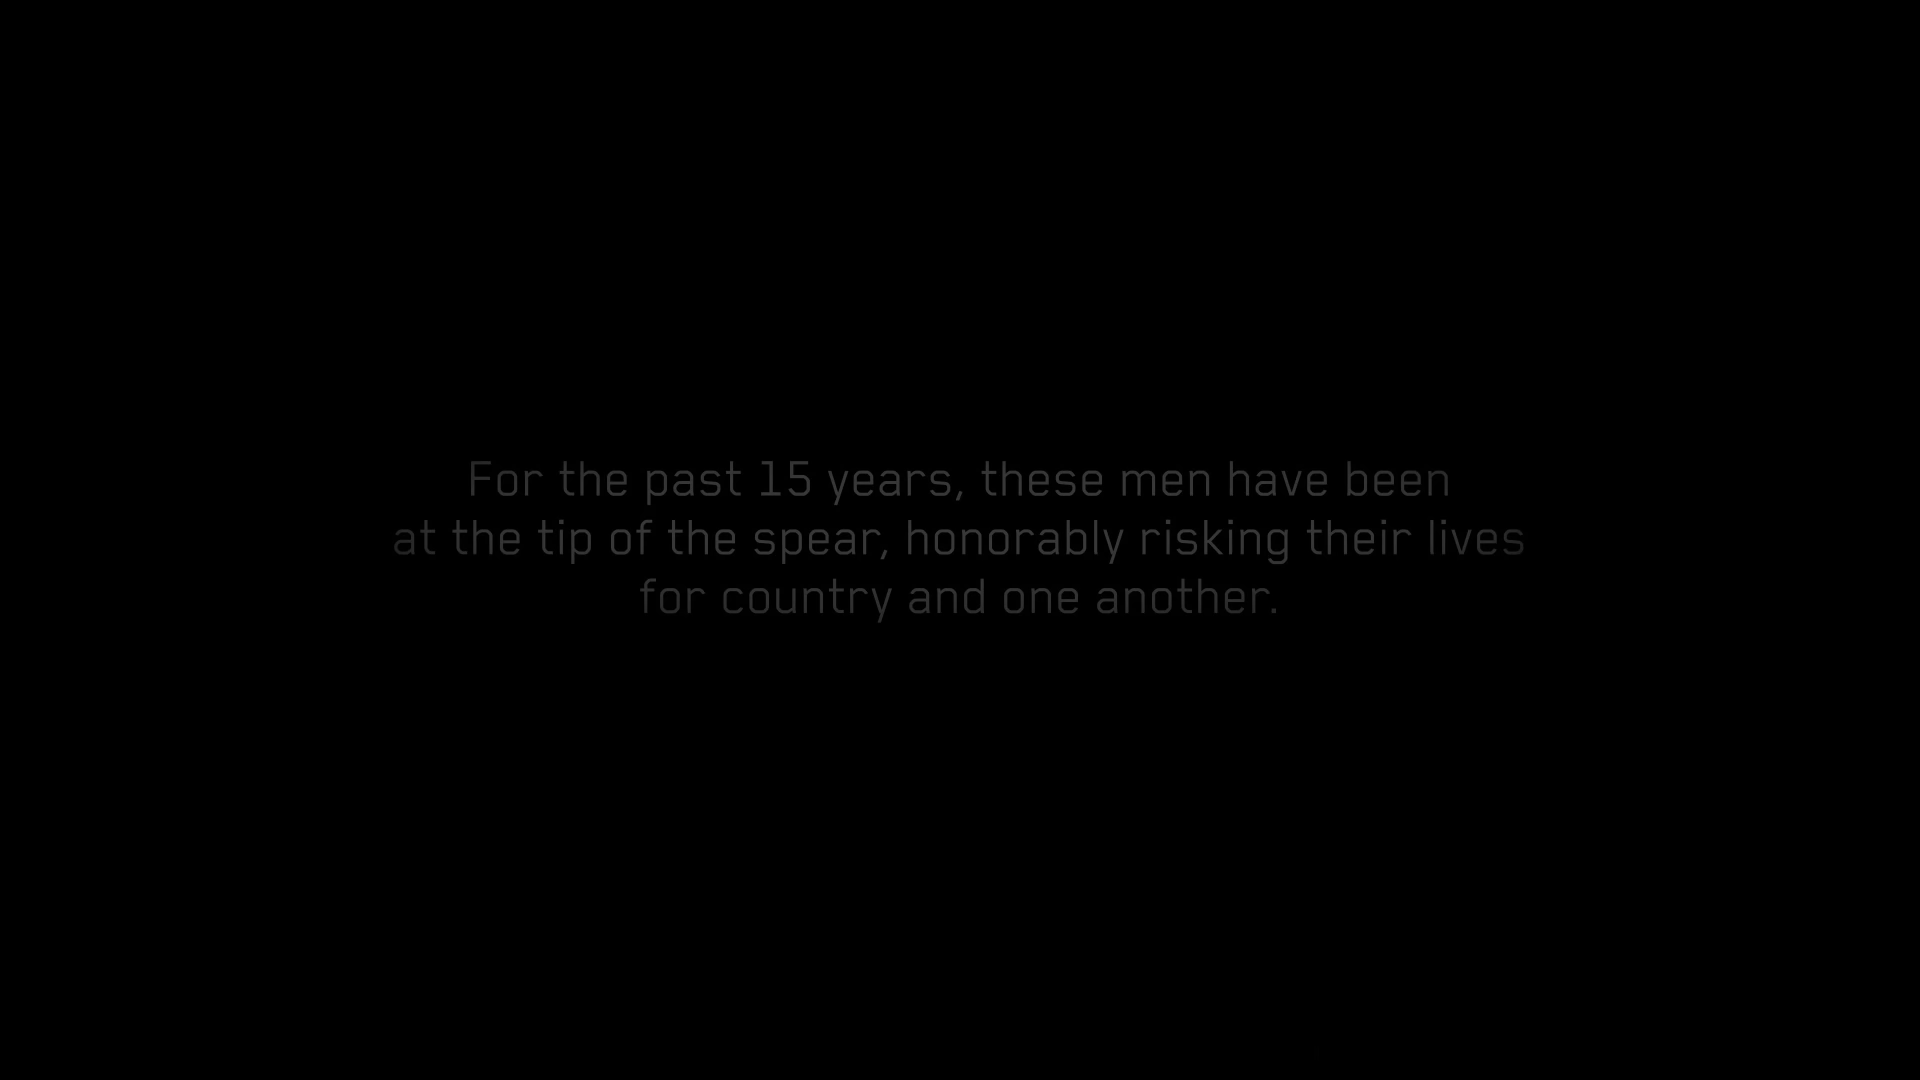 For the past 15 years, these men have been
at the tip of the spear, honorably risking their lives
for country and one another.